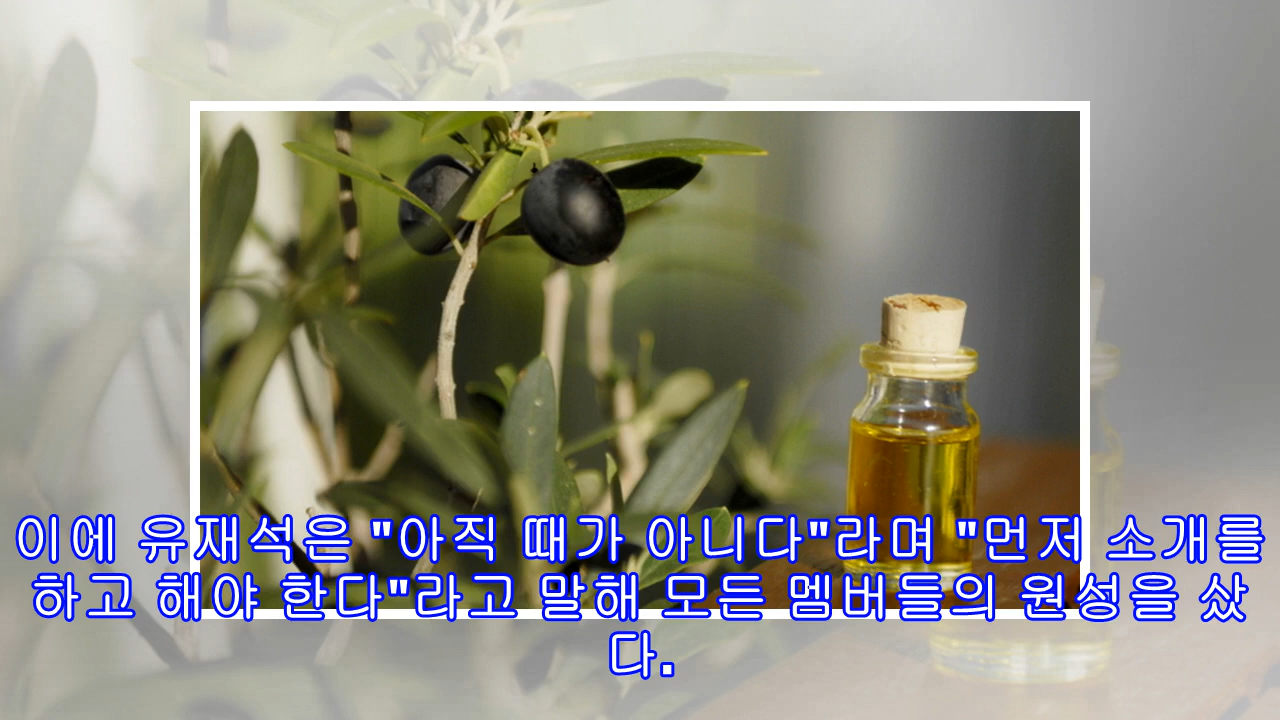 이에 유재석은 "아직 때가 아니다"라며 "먼저 소개를
하고 해야 한다"라고 말해 모든 멤버들의 원성을 샀
다.